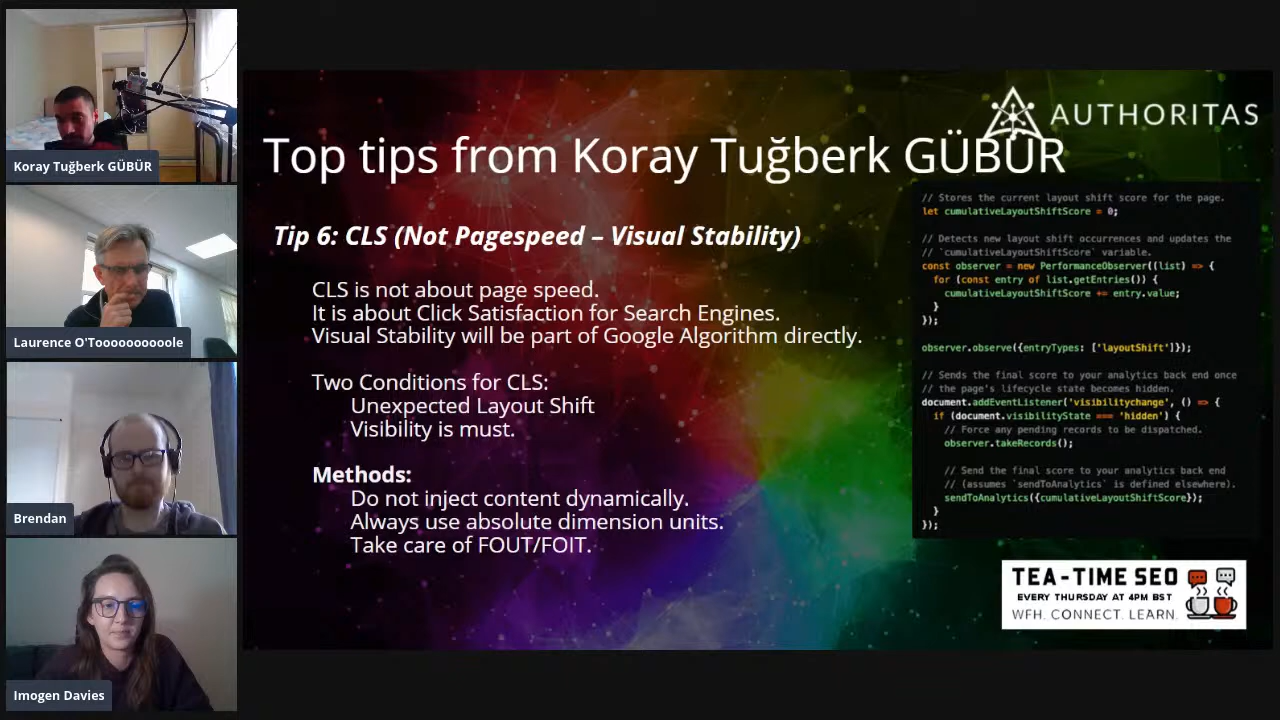 Koray Tuğberk GÜBÜR
Laurence O'Toooooooooole
Brendan
Imogen Davies
AUTHORITAS
Top tips from Koray Tuğberk GÜBÜR
Tip 6: CLS (Not Pagespeed – Visual Stability)
CLS is not about page speed.
It is about Click Satisfaction for Search Engines.
Visual Stability will be part of Google Algorithm directly.
Two Conditions for CLS:
Unexpected Layout Shift
Visibility is must.
Methods:
Do not inject content dynamically.
Always use absolute dimension units.
Take care of FOUT/FOIT.
// Stores the current layout shift score for the page.
let cumulativeLayoutShiftScore = 0;
// Detects new layout shift occurrences and updates the
// `cumulativeLayoutShiftScore` variable.
const observer = new PerformanceObserver((list) => {
for (const entry of list.getEntries()) {
cumulativeLayoutShiftScore += entry.value;
}
});
observer.observe({entryTypes: ['layoutShift']});
// Sends the final score to your analytics back end once
// the page's lifecycle state becomes hidden.
document.addEventListener('visibilitychange', () => {
if (document.visibilityState === 'hidden') {
// Force any pending records to be dispatched.
observer.takeRecords();
// Send the final score to your analytics back end
// (assumes `sendToAnalytics` is defined elsewhere).
sendToAnalytics({cumulativeLayoutShiftScore});
}
});
TEA-TIME SEO
EVERY THURSDAY AT 4PM BST
WFH. CONNECT. LEARN.